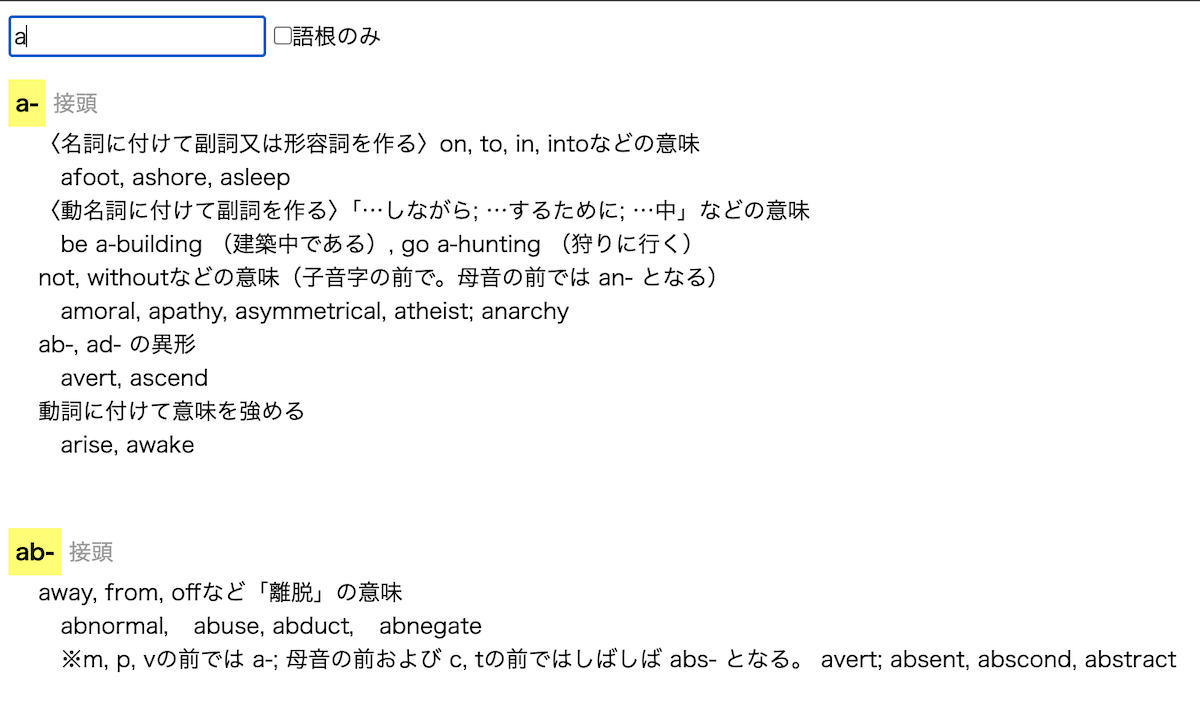 a
語根のみ
a- 接頭
〈名詞に付けて副詞又は形容詞を作る〉on, to, in, intoなどの意味
afoot, ashore, asleep
〈動名詞に付けて副詞を作る〉「…しながら; …するために; …中」などの意味
be a-building （建築中である）, go a-hunting （狩りに行く）
not, withoutなどの意味（子音字の前で。母音の前では an- となる）
amoral, apathy, asymmetrical, atheist; anarchy
ab-, ad- の異形
avert, ascend
動詞に付けて意味を強める
arise, awake
ab- 接頭
away, from, offなど「離脱」の意味
abnormal,　abuse, abduct,　abnegate
※m, p, vの前では a-; 母音の前および c, tの前ではしばしば abs- となる。 avert; absent, abscond, abstract